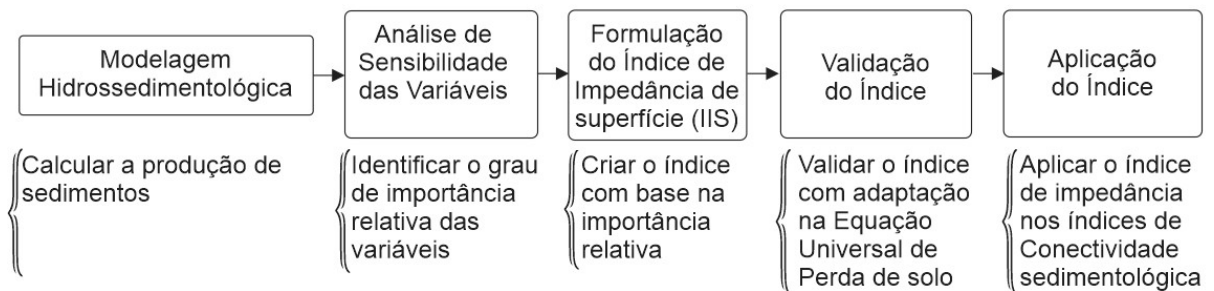 Modelagem
Hidrossedimentológica
Análise de
Sensibilidade
das Variáveis
Formulação
do Índice de
Impedância de
superfície (IIS)
Validação
do Índice
Aplicação
do Índice
Calcular a produção de
sedimentos
Identificar o grau
de importância
relativa das
variáveis
Criar o índice
com base na
importância
relativa
Validar o índice
com adaptação
na Equação
Universal de
Perda de solo
Aplicar o índice
de impedância
nos índices de
Conectividade
sedimentológica